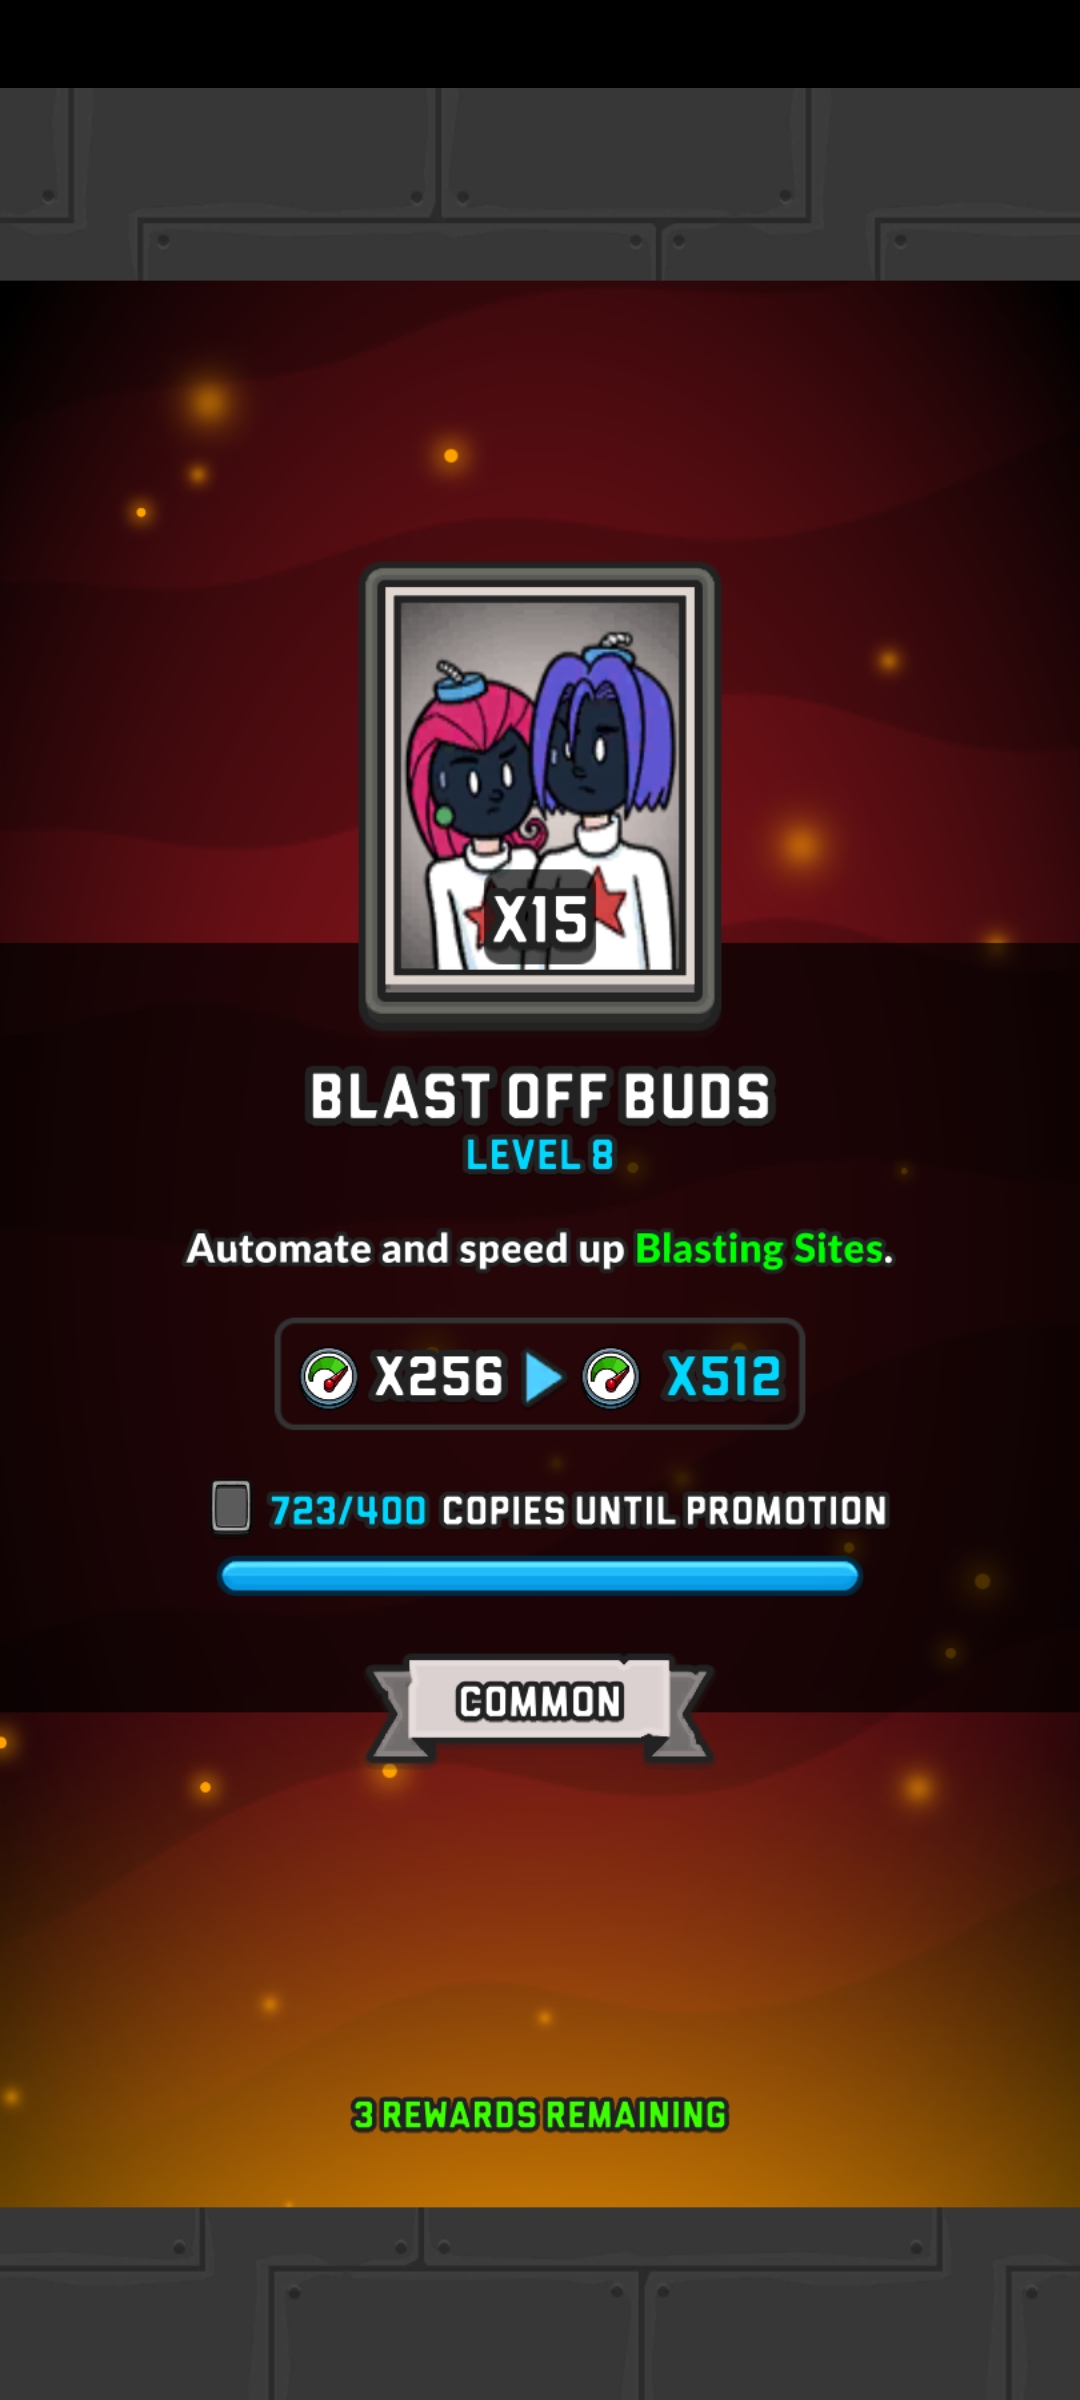 X15
BLAST OFF BUDS
LEVEL 8
Automate and speed up Blasting Sites.
X256 X512
723/400 COPIES UNTIL PROMOTION
COMMON
3 REWARDS REMAINING